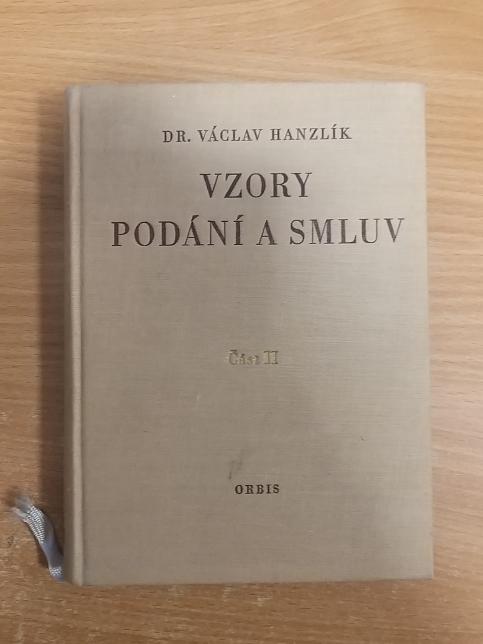 DR. VÁCLAV HANZLÍK
VZORY
PODÁNÍ A SMLUV
Část II
ORBIS